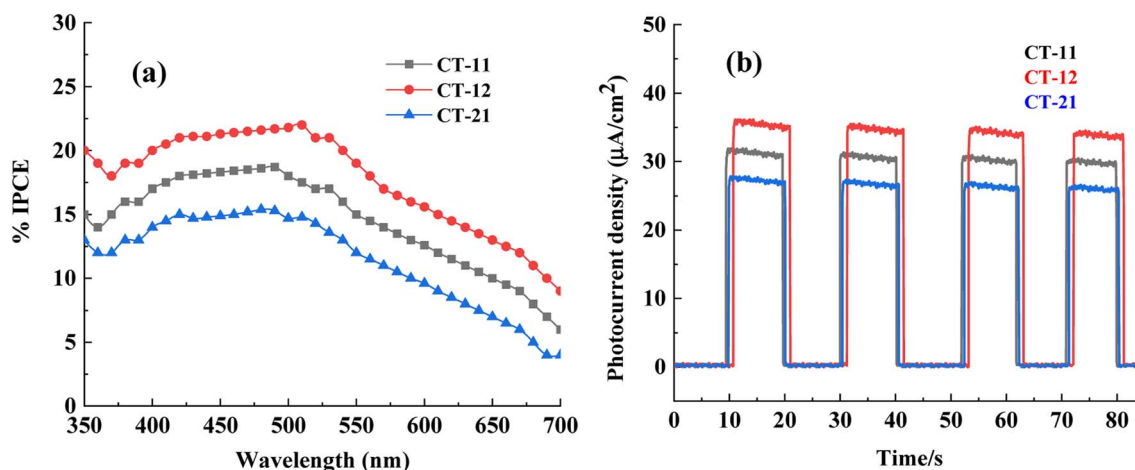 (a)
CT-11
CT-12
CT-21
% IPCE
30
25
20
15
10
5
0
350 400 450 500 550 600 650 700
Wavelength (nm)
(b)
CT-11
CT-12
CT-21
Photocurrent density (μA/cm²)
50
40
30
20
10
0
0 10 20 30 40 50 60 70 80
Time/s